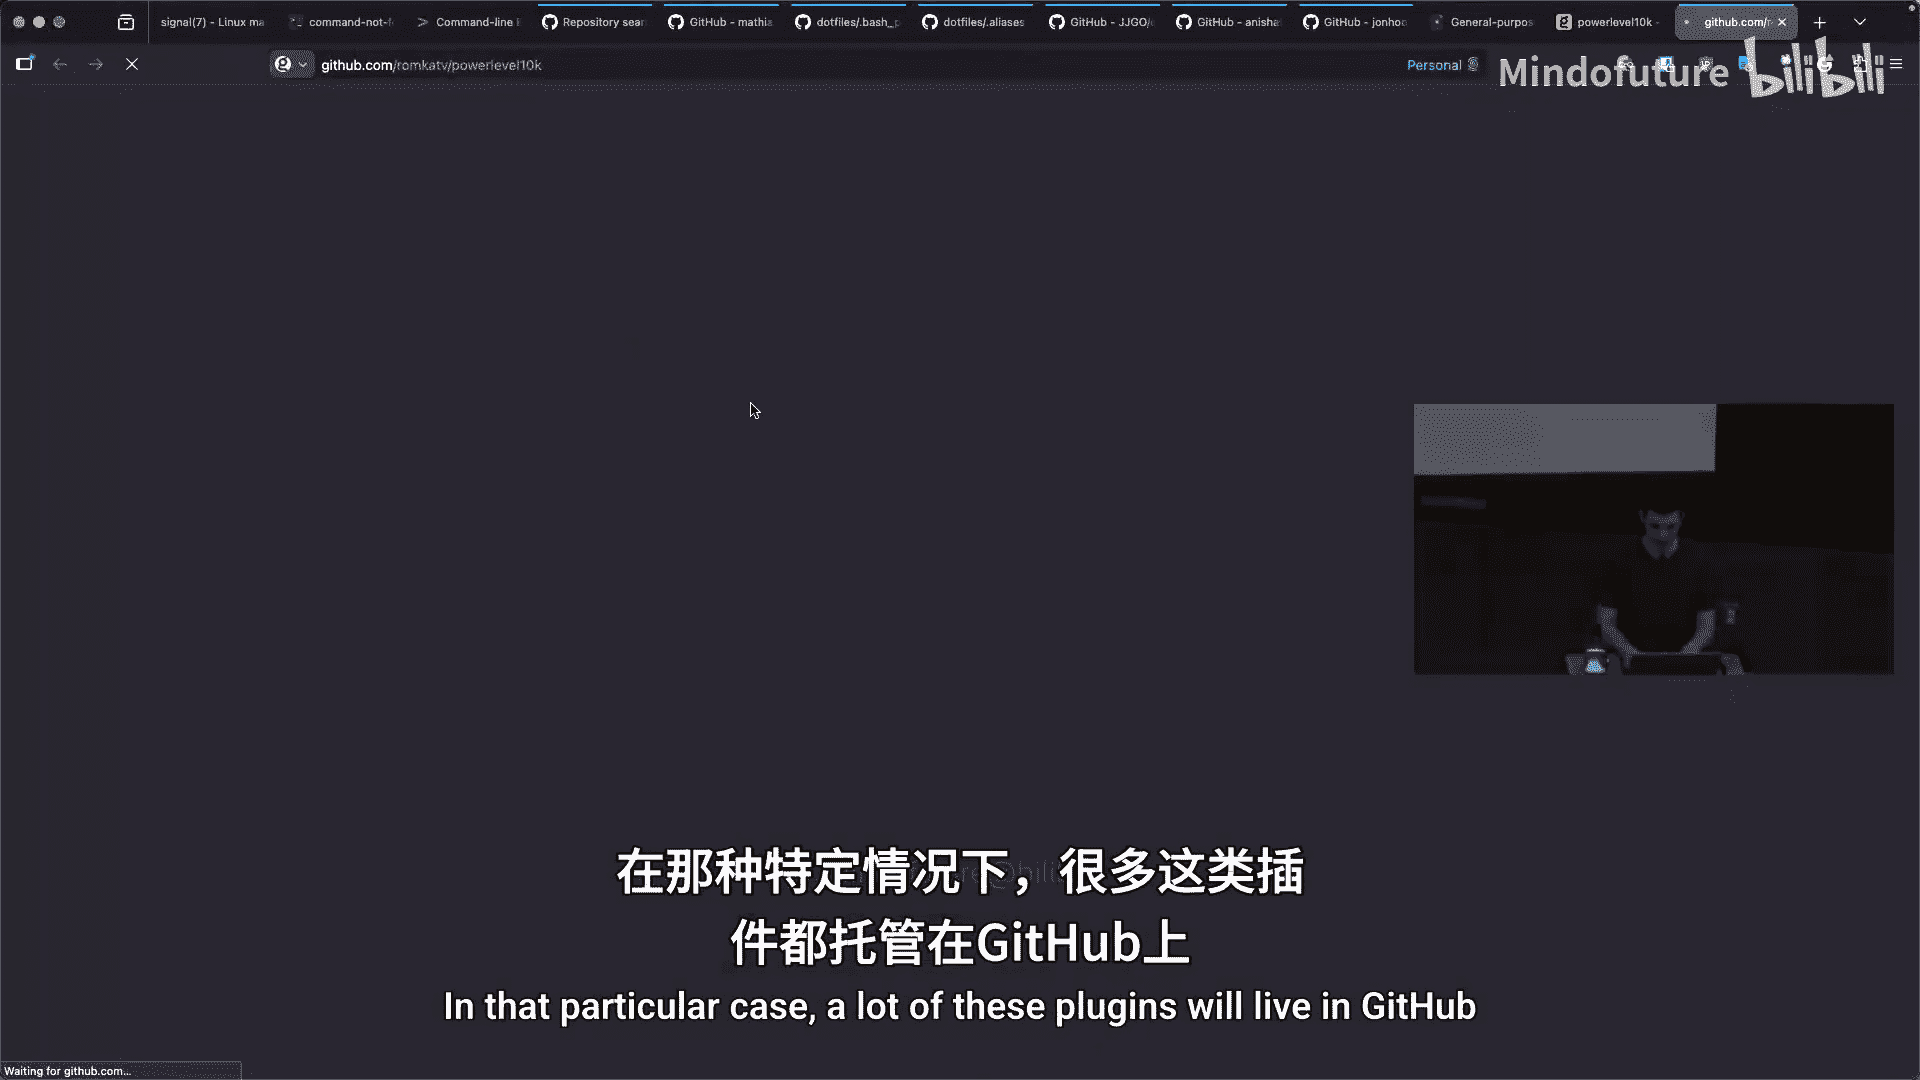 signal(7) - Linux ma
command-not-f
Command-line
Repository sear
GitHub - mathia
dotfiles/.bash_p
dotfiles/.aliases
GitHub - JJGO/
GitHub - anisha
GitHub - jonhoo
General-purpos
powerlevel10k -
github.com/r
github.com/romkatv/powerlevel10k
Personal
Mindofuture bilibili
在那种特定情况下，很多这类插
件都托管在GitHub上
In that particular case, a lot of these plugins will live in GitHub
Waiting for github.com...